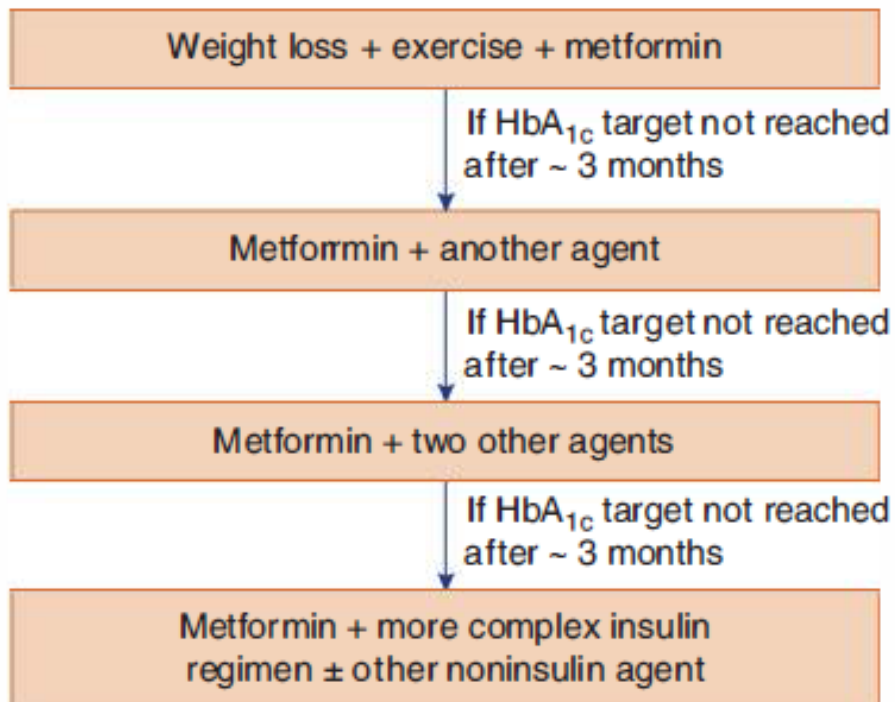 Weight loss + exercise + metformin
If HbA1c target not reached
after ~ 3 months
Metforrmin + another agent
If HbA1c target not reached
after ~ 3 months
Metformin + two other agents
If HbA1c target not reached
after ~ 3 months
Metformin + more complex insulin
regimen ± other noninsulin agent